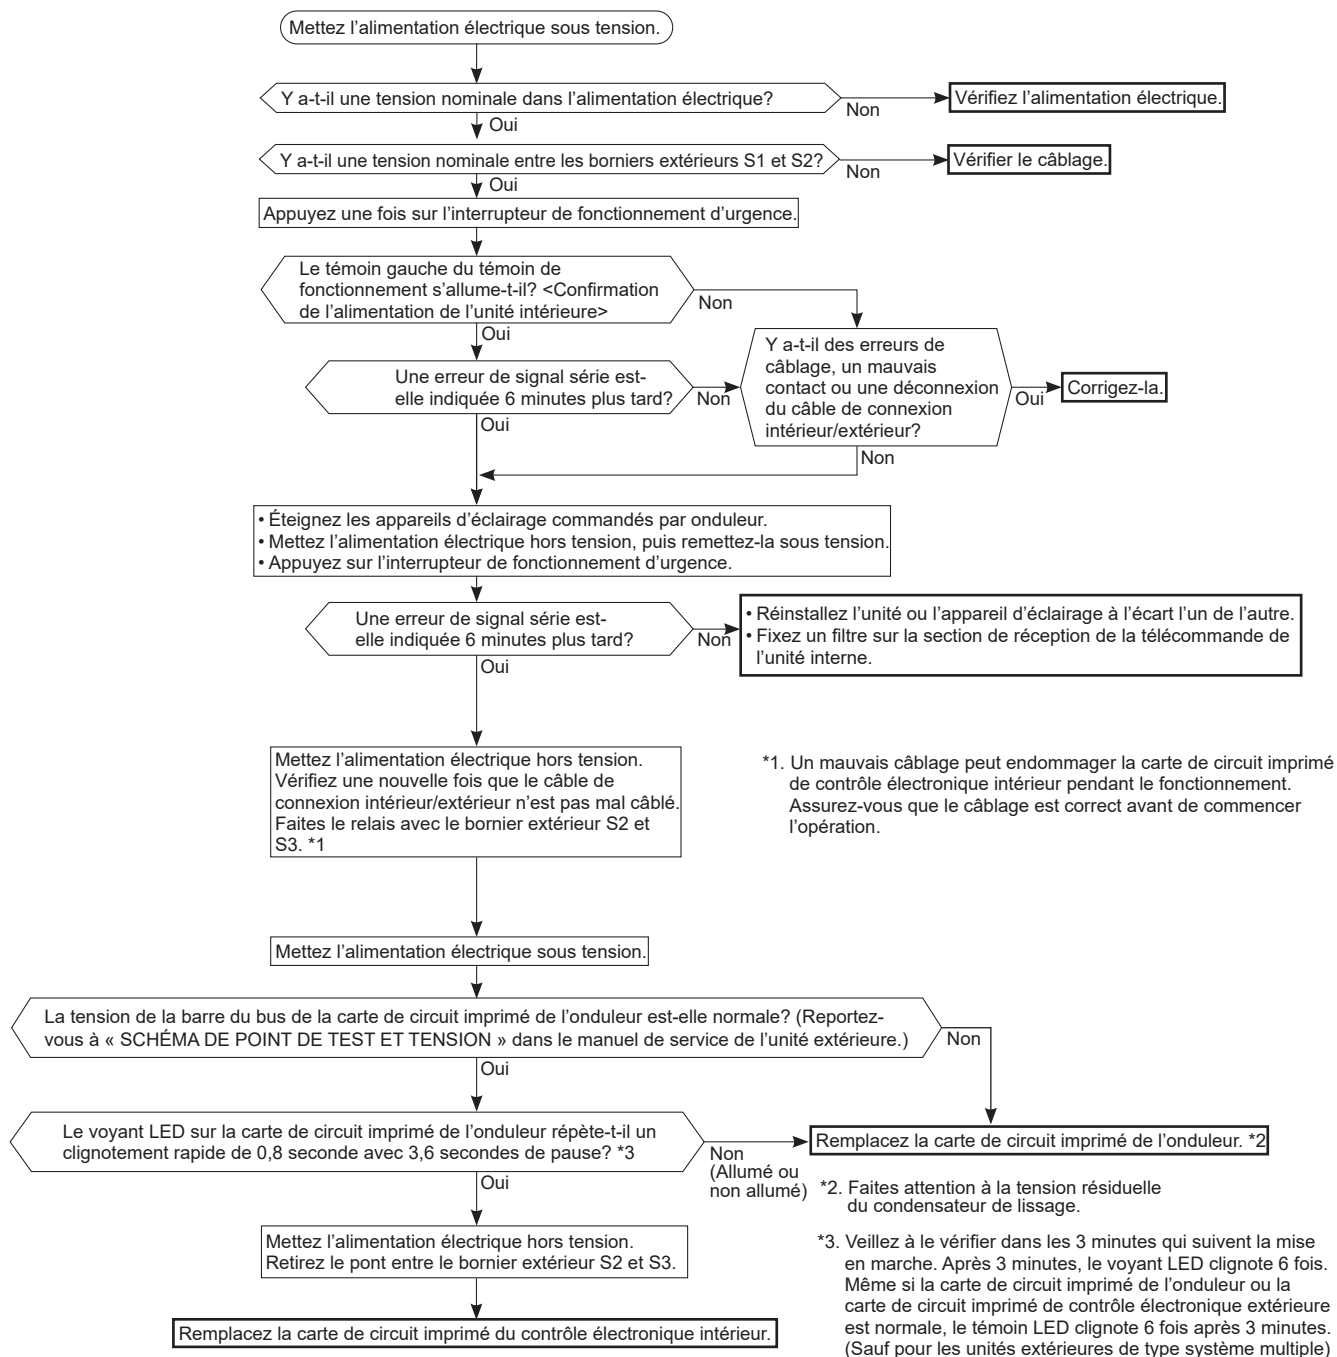 Mettez l’alimentation électrique sous tension.
Y a-t-il une tension nominale dans l’alimentation électrique?
Non
Vérifiez l’alimentation électrique.
Oui
Y a-t-il une tension nominale entre les borniers extérieurs S1 et S2?
Non
Vérifier le câblage.
Oui
Appuyez une fois sur l’interrupteur de fonctionnement d’urgence.
Le témoin gauche du témoin de
fonctionnement s’allume-t-il? <Confirmation
de l’alimentation de l’unité intérieure>
Non
Oui
Y a-t-il des erreurs de
câblage, un mauvais
contact ou une déconnexion
du câble de connexion
intérieur/extérieur?
Oui
Corrigez-la.
Non
Une erreur de signal série est-
elle indiquée 6 minutes plus tard?
Non
Oui
• Éteignez les appareils d’éclairage commandés par onduleur.
• Mettez l’alimentation électrique hors tension, puis remettez-la sous tension.
• Appuyez sur l’interrupteur de fonctionnement d’urgence.
Une erreur de signal série est-
elle indiquée 6 minutes plus tard?
Non
• Réinstallez l’unité ou l’appareil d’éclairage à l’écart l’un de l’autre.
• Fixez un filtre sur la section de réception de la télécommande de
l’unité interne.
Oui
Mettez l’alimentation électrique hors tension.
Vérifiez une nouvelle fois que le câble de
connexion intérieur/extérieur n’est pas mal câblé.
Faites le relais avec le bornier extérieur S2 et
S3. *1
*1. Un mauvais câblage peut endommager la carte de circuit imprimé
de contrôle électronique intérieur pendant le fonctionnement.
Assurez-vous que le câblage est correct avant de commencer
l’opération.
Mettez l’alimentation électrique sous tension.
La tension de la barre du bus de la carte de circuit imprimé de l’onduleur est-elle normale? (Reportez-
vous à « SCHÉMA DE POINT DE TEST ET TENSION » dans le manuel de service de l’unité extérieure.)
Non
Oui
Le voyant LED sur la carte de circuit imprimé de l’onduleur répète-t-il un
clignotement rapide de 0,8 seconde avec 3,6 secondes de pause? *3
Non
(Allumé ou
non allumé)
Remplacez la carte de circuit imprimé de l’onduleur. *2
Oui
*2. Faites attention à la tension résiduelle
du condensateur de lissage.
Mettez l’alimentation électrique hors tension.
Retirez le pont entre le bornier extérieur S2 et S3.
*3. Veillez à le vérifier dans les 3 minutes qui suivent la mise
en marche. Après 3 minutes, le voyant LED clignote 6 fois.
Même si la carte de circuit imprimé de l’onduleur ou la
carte de circuit imprimé de contrôle électronique extérieure
est normale, le témoin LED clignote 6 fois après 3 minutes.
(Sauf pour les unités extérieures de type système multiple)
Remplacez la carte de circuit imprimé du contrôle électronique intérieur.